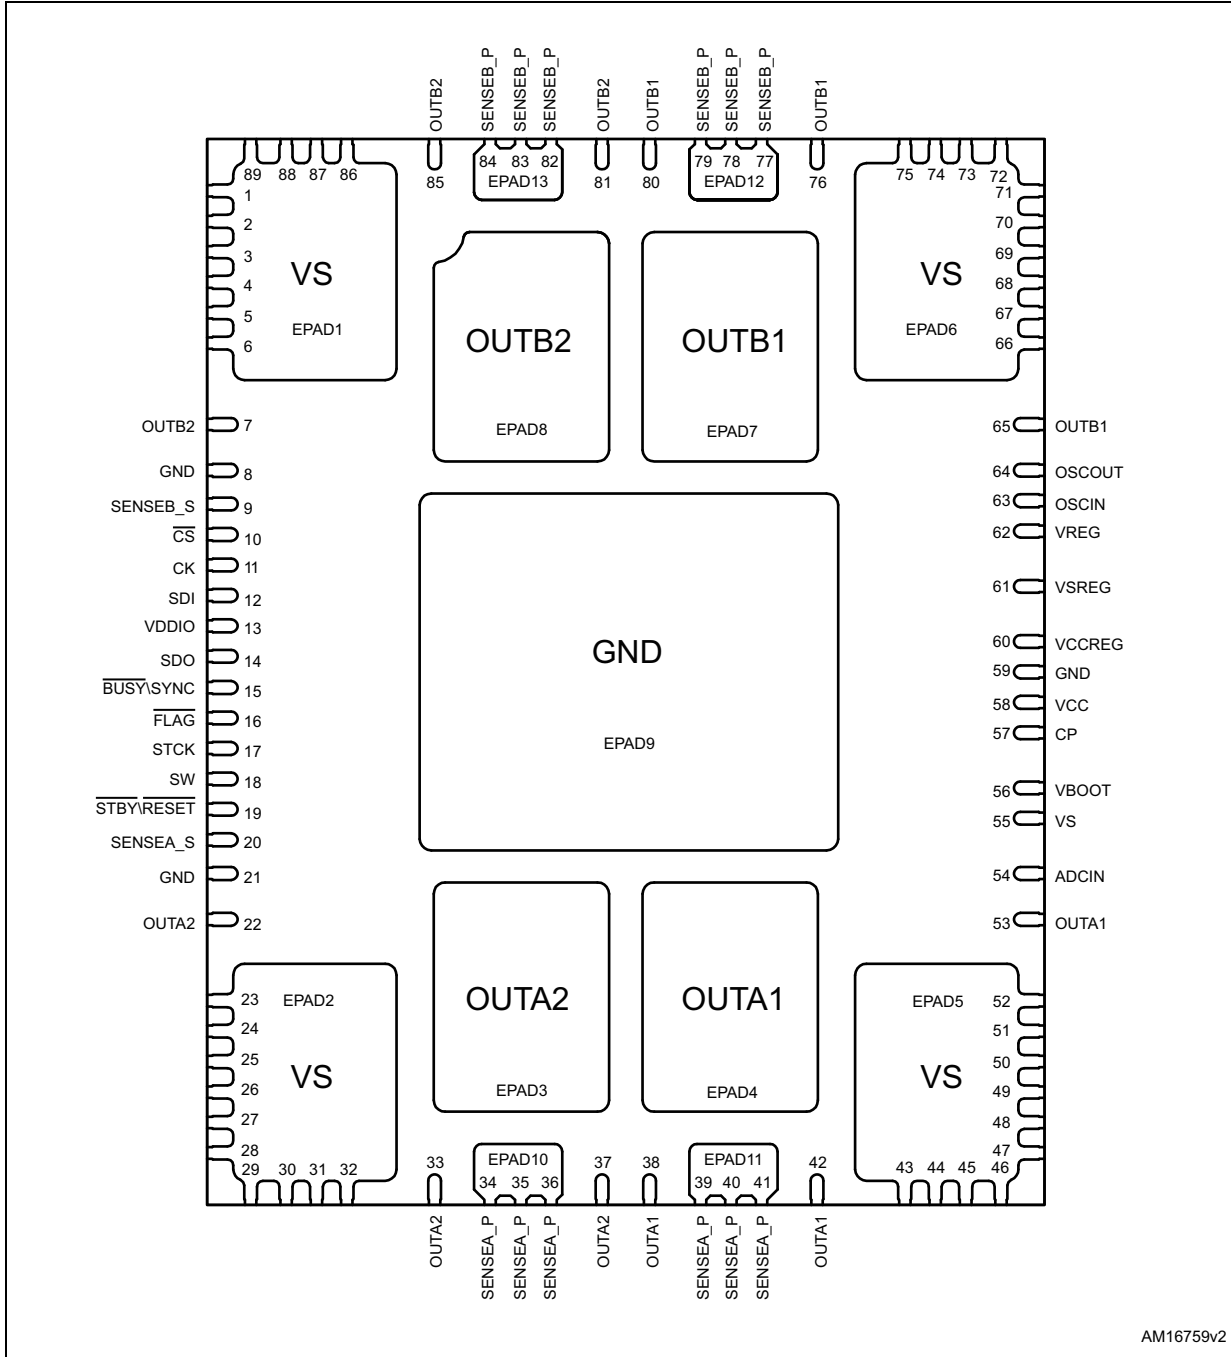 OUTB2
SENSEB_P
SENSEB_P
SENSEB_P
OUTB2
OUTB1
SENSEB_P
SENSEB_P
SENSEB_P
OUTB1
89 88 87 86
85
84 83 82
EPAD13
81
80
79 78 77
EPAD12
76
75 74 73 72
1
2
3
4
5
6
VS
EPAD1
OUTB2
EPAD8
OUTB1
EPAD7
VS
EPAD6
71
70
69
68
67
66
OUTB2 7
GND 8
SENSEB_S 9
CS 10
CK 11
SDI 12
VDDIO 13
SDO 14
BUSY\SYNC 15
FLAG 16
STCK 17
SW 18
STBY\RESET 19
SENSEA_S 20
GND 21
OUTA2 22
GND
EPAD9
65 OUTB1
64 OSCOUT
63 OSCIN
62 VREG
61 VSREG
60 VCCREG
59 GND
58 VCC
57 CP
56 VBOOT
55 VS
54 ADCIN
53 OUTA1
23
24
25
26
27
28
EPAD2
VS
OUTA2
EPAD3
OUTA1
EPAD4
EPAD5
VS
52
51
50
49
48
47
29 30 31 32
33
EPAD10
34 35 36
37
38
EPAD11
39 40 41
42
43 44 45 46
OUTA2
SENSEA_P
SENSEA_P
SENSEA_P
OUTA2
OUTA1
SENSEA_P
SENSEA_P
SENSEA_P
OUTA1
AM16759v2